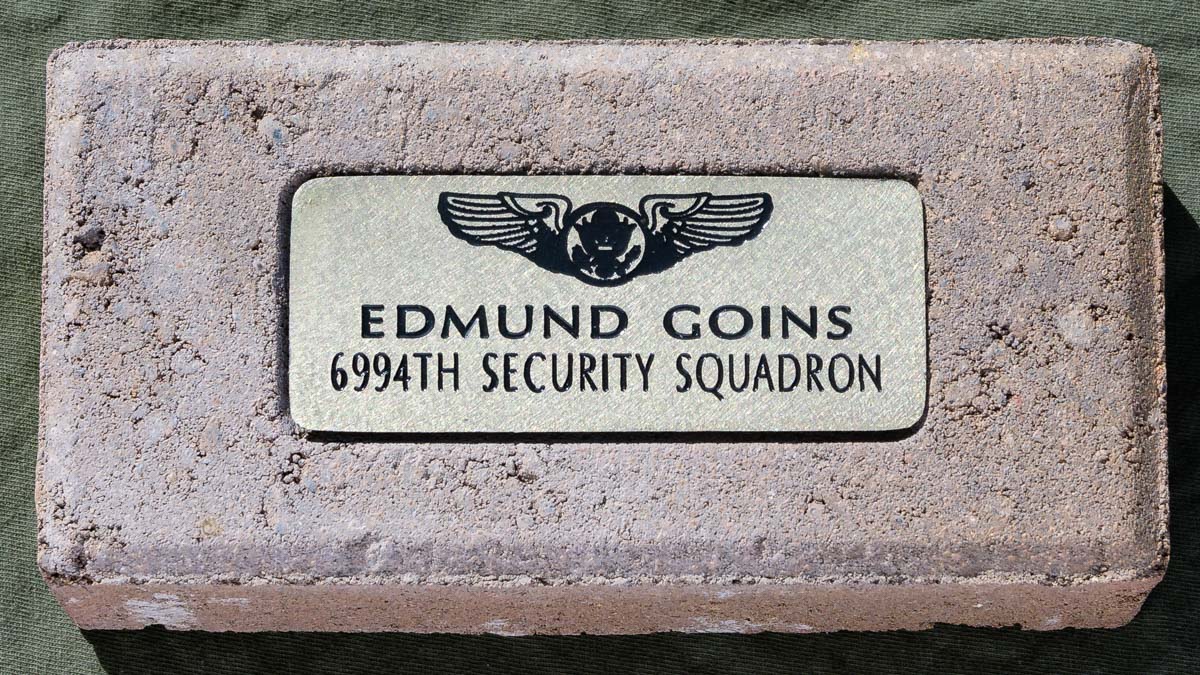 EDMUND GOINS
6994TH SECURITY SQUADRON